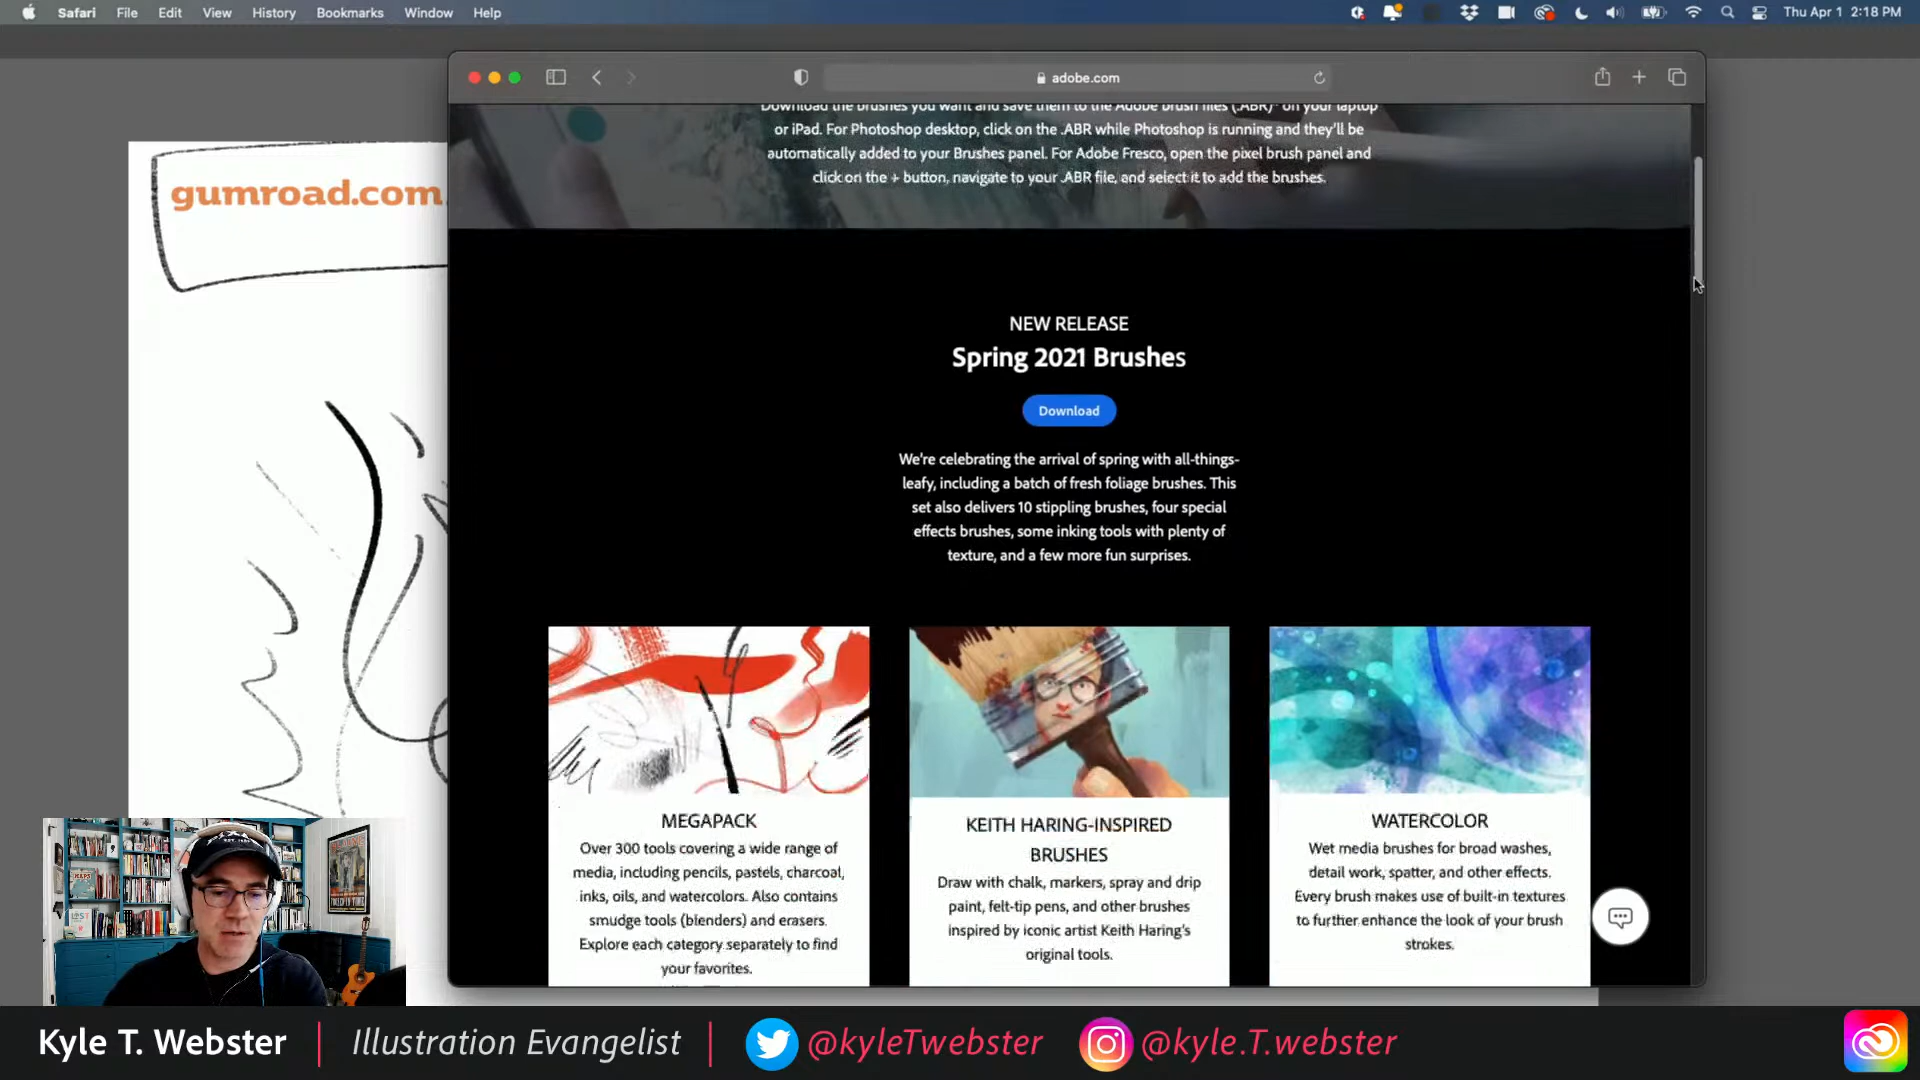 Safari File Edit View History Bookmarks Window Help
Thu Apr 1 2:18 PM
adobe.com
gumroad.com
Download the brushes you want and save them to the Adobe brush files (.ABR)* on your laptop
or iPad. For Photoshop desktop, click on the .ABR while Photoshop is running and they'll be
automatically added to your Brushes panel. For Adobe Fresco, open the pixel brush panel and
click on the + button, navigate to your .ABR file, and select it to add the brushes.
NEW RELEASE
Spring 2021 Brushes
Download
We're celebrating the arrival of spring with all-things-
leafy, including a batch of fresh foliage brushes. This
set also delivers 10 stippling brushes, four special
effects brushes, some inking tools with plenty of
texture, and a few more fun surprises.
MEGAPACK
Over 300 tools covering a wide range of
media, including pencils, pastels, charcoal,
inks, oils, and watercolors. Also contains
smudge tools (blenders) and erasers.
Explore each category separately to find
your favorites.
KEITH HARING-INSPIRED
BRUSHES
Draw with chalk, markers, spray and drip
paint, felt-tip pens, and other brushes
inspired by iconic artist Keith Haring's
original tools.
WATERCOLOR
Wet media brushes for broad washes,
detail work, spatter, and other effects.
Every brush makes use of built-in textures
to further enhance the look of your brush
strokes.
Kyle T. Webster | Illustration Evangelist | @kyleTwebster @kyle.T.webster